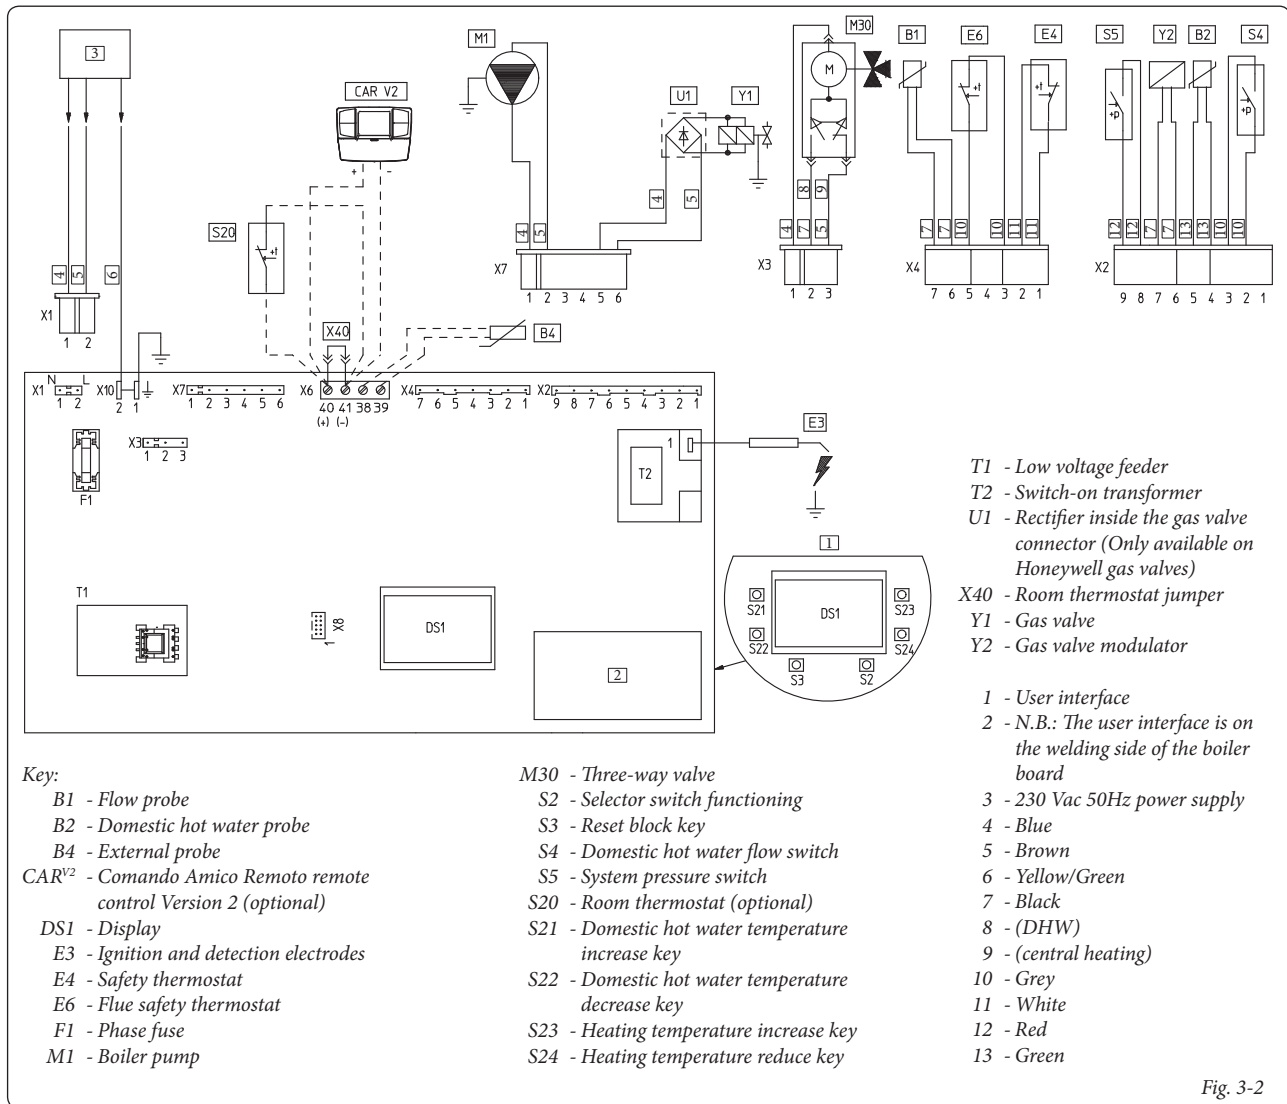 3
M1
M30
B1
E6
E4
S5
Y2
B2
S4
CAR V2
U1
Y1
M
+t
+t
+p
+p
+ -
S20
+t
4 5 6
4 5
4 5
8 9
4 7 5
7 7 10 10 11 11
12 12 7 7 13 13 10 10
X1
1 2
X7
1 2 3 4 5 6
X3
1 2 3
X4
7 6 5 4 3 2 1
X2
9 8 7 6 5 4 3 2 1
X40
B4
X1 N L
1 2
X10
2 1
X7
1 2 3 4 5 6
X6
40 41 38 39
(+) (-)
X4
7 6 5 4 3 2 1
X2
9 8 7 6 5 4 3 2 1
X3
1 2 3
F1
1
T2
E3
T1
1 X8
DS1
2
1
S21
S22
DS1
S23
S24
S3
S2
T1 - Low voltage feeder
T2 - Switch-on transformer
U1 - Rectifier inside the gas valve
connector (Only available on
Honeywell gas valves)
X40 - Room thermostat jumper
Y1 - Gas valve
Y2 - Gas valve modulator
1 - User interface
2 - N.B.: The user interface is on
the welding side of the boiler
board
3 - 230 Vac 50Hz power supply
4 - Blue
5 - Brown
6 - Yellow/Green
7 - Black
8 - (DHW)
9 - (central heating)
10 - Grey
11 - White
12 - Red
13 - Green
Key:
B1 - Flow probe
B2 - Domestic hot water probe
B4 - External probe
CARV2 - Comando Amico Remoto remote
control Version 2 (optional)
DS1 - Display
E3 - Ignition and detection electrodes
E4 - Safety thermostat
E6 - Flue safety thermostat
F1 - Phase fuse
M1 - Boiler pump
M30 - Three-way valve
S2 - Selector switch functioning
S3 - Reset block key
S4 - Domestic hot water flow switch
S5 - System pressure switch
S20 - Room thermostat (optional)
S21 - Domestic hot water temperature
increase key
S22 - Domestic hot water temperature
decrease key
S23 - Heating temperature increase key
S24 - Heating temperature reduce key
Fig. 3-2